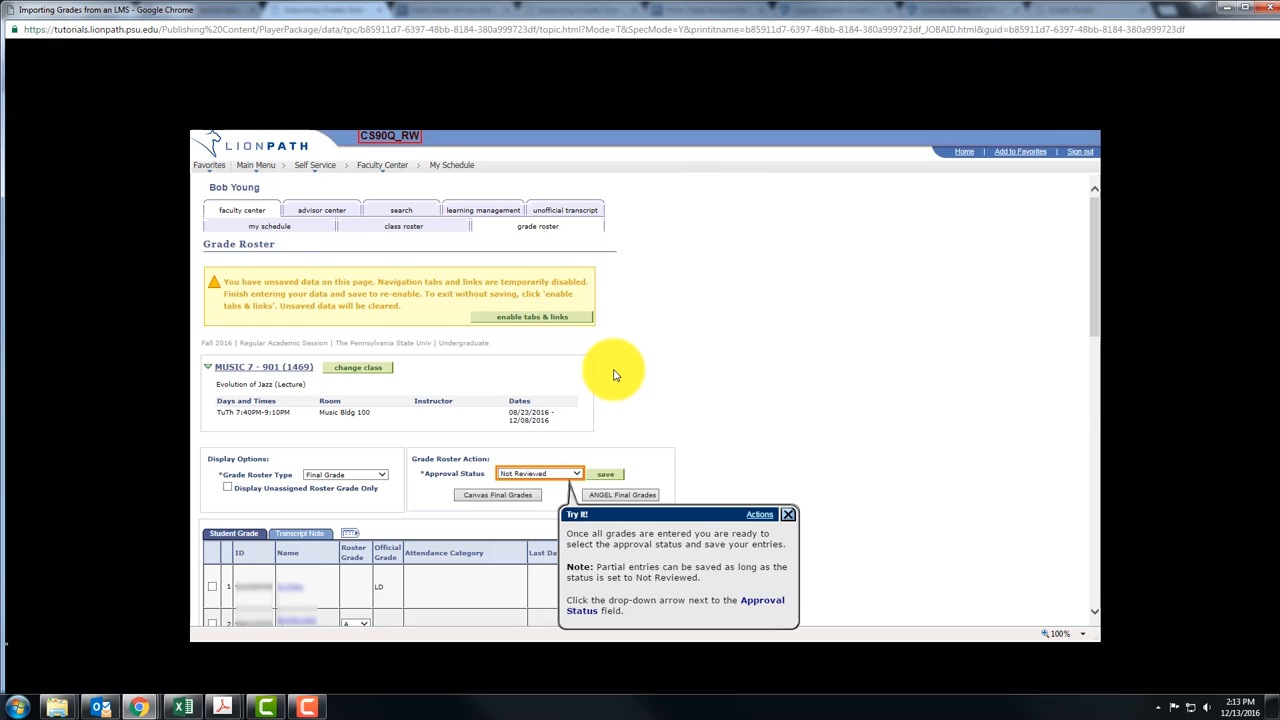 Importing Grades from an LMS - Google Chrome
https://tutorials.lionpath.psu.edu/Publishing%20Content/PlayerPackage/data/tpc/b85911d7-6397-48bb-8184-380a999723df/topic.html?Mode=T&SpecMode=Y&printitname=b85911d7-6397-48bb-8184-380a999723df_JOBAID.html&guid=b85911d7-6397-48bb-8184-380a999723df
CS90Q_RW
LIONPATH
Home | Add to Favorites | Sign out
Favorites Main Menu > Self Service > Faculty Center > My Schedule
Bob Young
faculty center advisor center search learning management unofficial transcript
my schedule class roster grade roster
Grade Roster
You have unsaved data on this page. Navigation tabs and links are temporarily disabled.
Finish entering your data and save to re-enable. To exit without saving, click 'enable
tabs & links'. Unsaved data will be cleared.
enable tabs & links
Fall 2016 | Regular Academic Session | The Pennsylvania State Univ | Undergraduate
MUSIC 7 - 901 (1469) change class
Evolution of Jazz (Lecture)
Days and Times Room Instructor Dates
TuTh 7:40PM-9:10PM Music Bldg 100 08/23/2016 -
12/08/2016
Display Options: Grade Roster Action:
*Grade Roster Type Final Grade *Approval Status Not Reviewed save
Display Unassigned Roster Grade Only
Canvas Final Grades ANGEL Final Grades
Try It! Actions
Once all grades are entered you are ready to
select the approval status and save your entries.
Note: Partial entries can be saved as long as the
status is set to Not Reviewed.
Click the drop-down arrow next to the Approval
Status field.
Student Grade Transcript Note
ID Name Roster Grade Official Grade Attendance Category Last Da
1 LD
2 A
100%
2:13 PM
12/13/2016